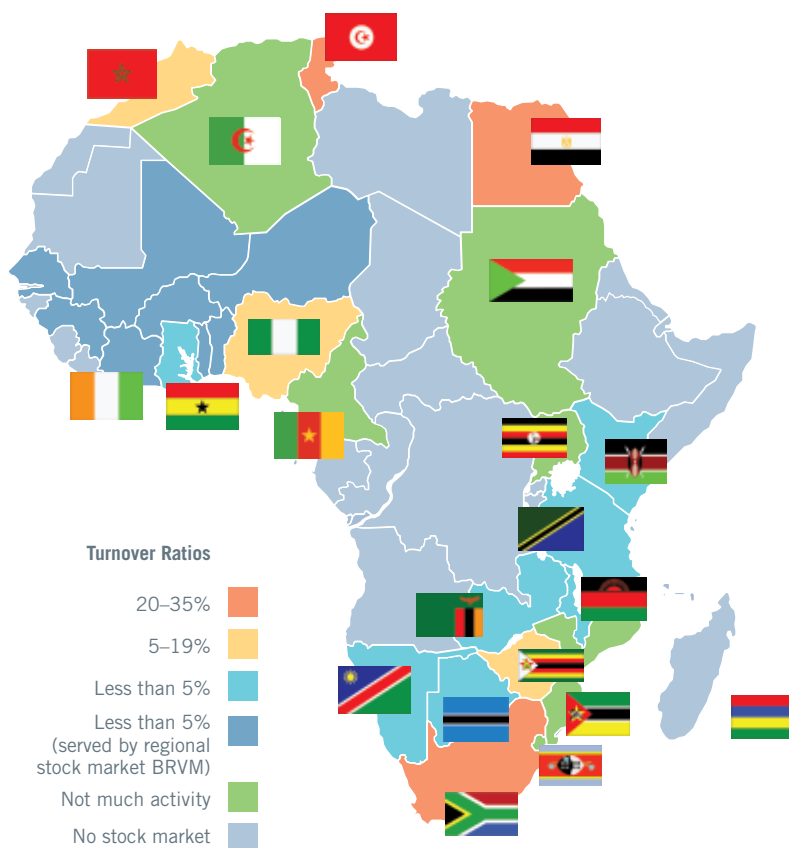 Turnover Ratios
20–35%
5–19%
Less than 5%
Less than 5%
(served by regional
stock market BRVM)
Not much activity
No stock market